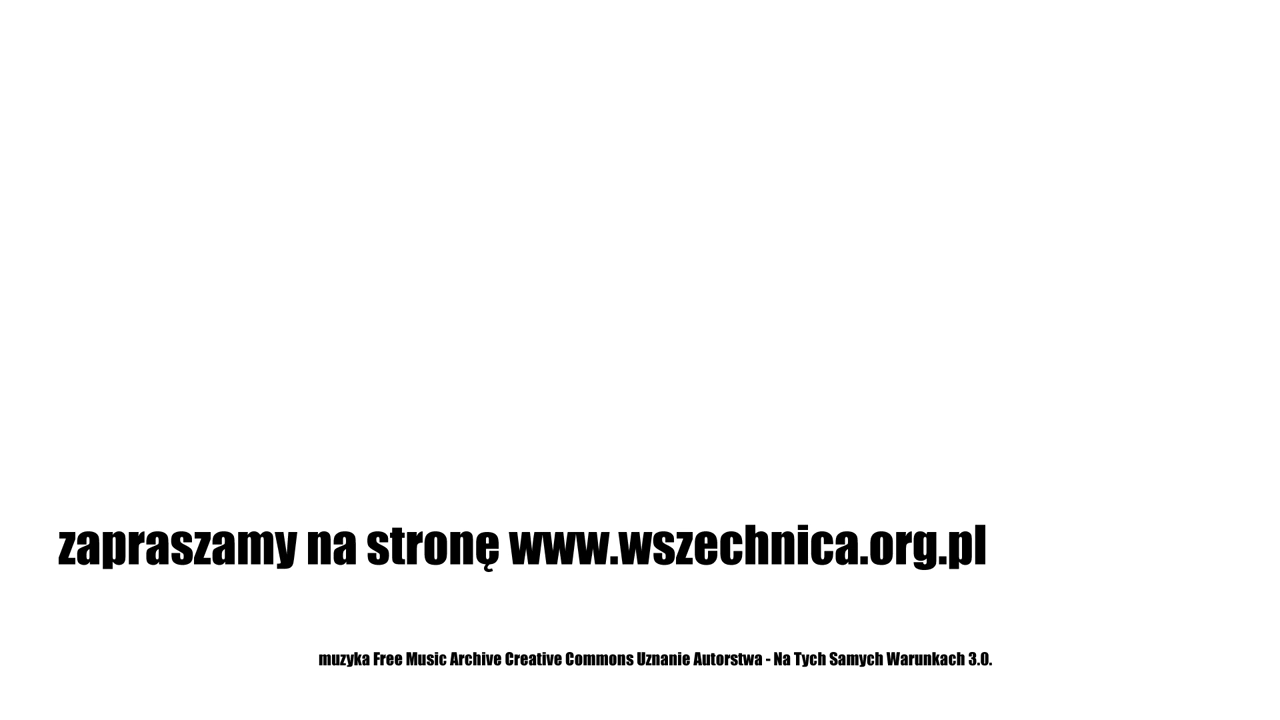 zapraszamy na stronę www.wszechnica.org.pl
muzyka Free Music Archive Creative Commons Uznanie Autorstwa - Na Tych Samych Warunkach 3.0.